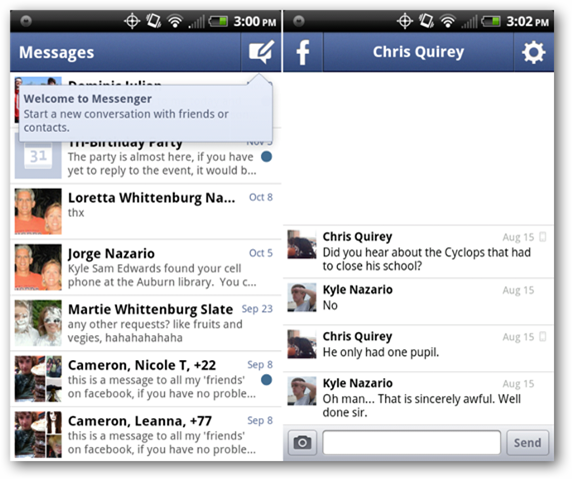 3:00 PM
Messages
Welcome to Messenger
Start a new conversation with friends or
contacts.
Tri-Birthday Party
Nov 5
The party is almost here, if you have
yet to reply to the event, it would b...
31
Loretta Whittenburg Na...
Oct 8
thx
Jorge Nazario
Oct 5
Kyle Sam Edwards found your cell
phone at the Auburn library. You c...
Martie Whittenburg Slate
Sep 23
any other requests? like fruits and
vegies, hahahahahaha
Cameron, Nicole T, +22
Sep 8
this is a message to all my 'friends'
on facebook, if you have no proble...
Cameron, Leanna, +77
Sep 8
this is a message to all my 'friends'
on facebook, if you have no proble...
3:02 PM
f
Chris Quirey
Chris Quirey
Aug 15
Did you hear about the Cyclops that had
to close his school?
Kyle Nazario
Aug 15
No
Chris Quirey
Aug 15
He only had one pupil.
Kyle Nazario
Aug 15
Oh man... That is sincerely awful. Well
done sir.
Send